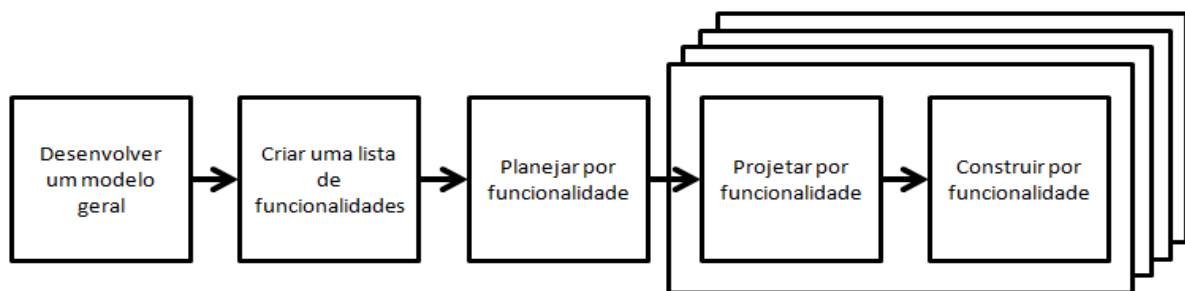 Desenvolver
um modelo
geral
Criar uma lista
de
funcionalidades
Planejar por
funcionalidade
Projetar por
funcionalidade
Construir por
funcionalidade